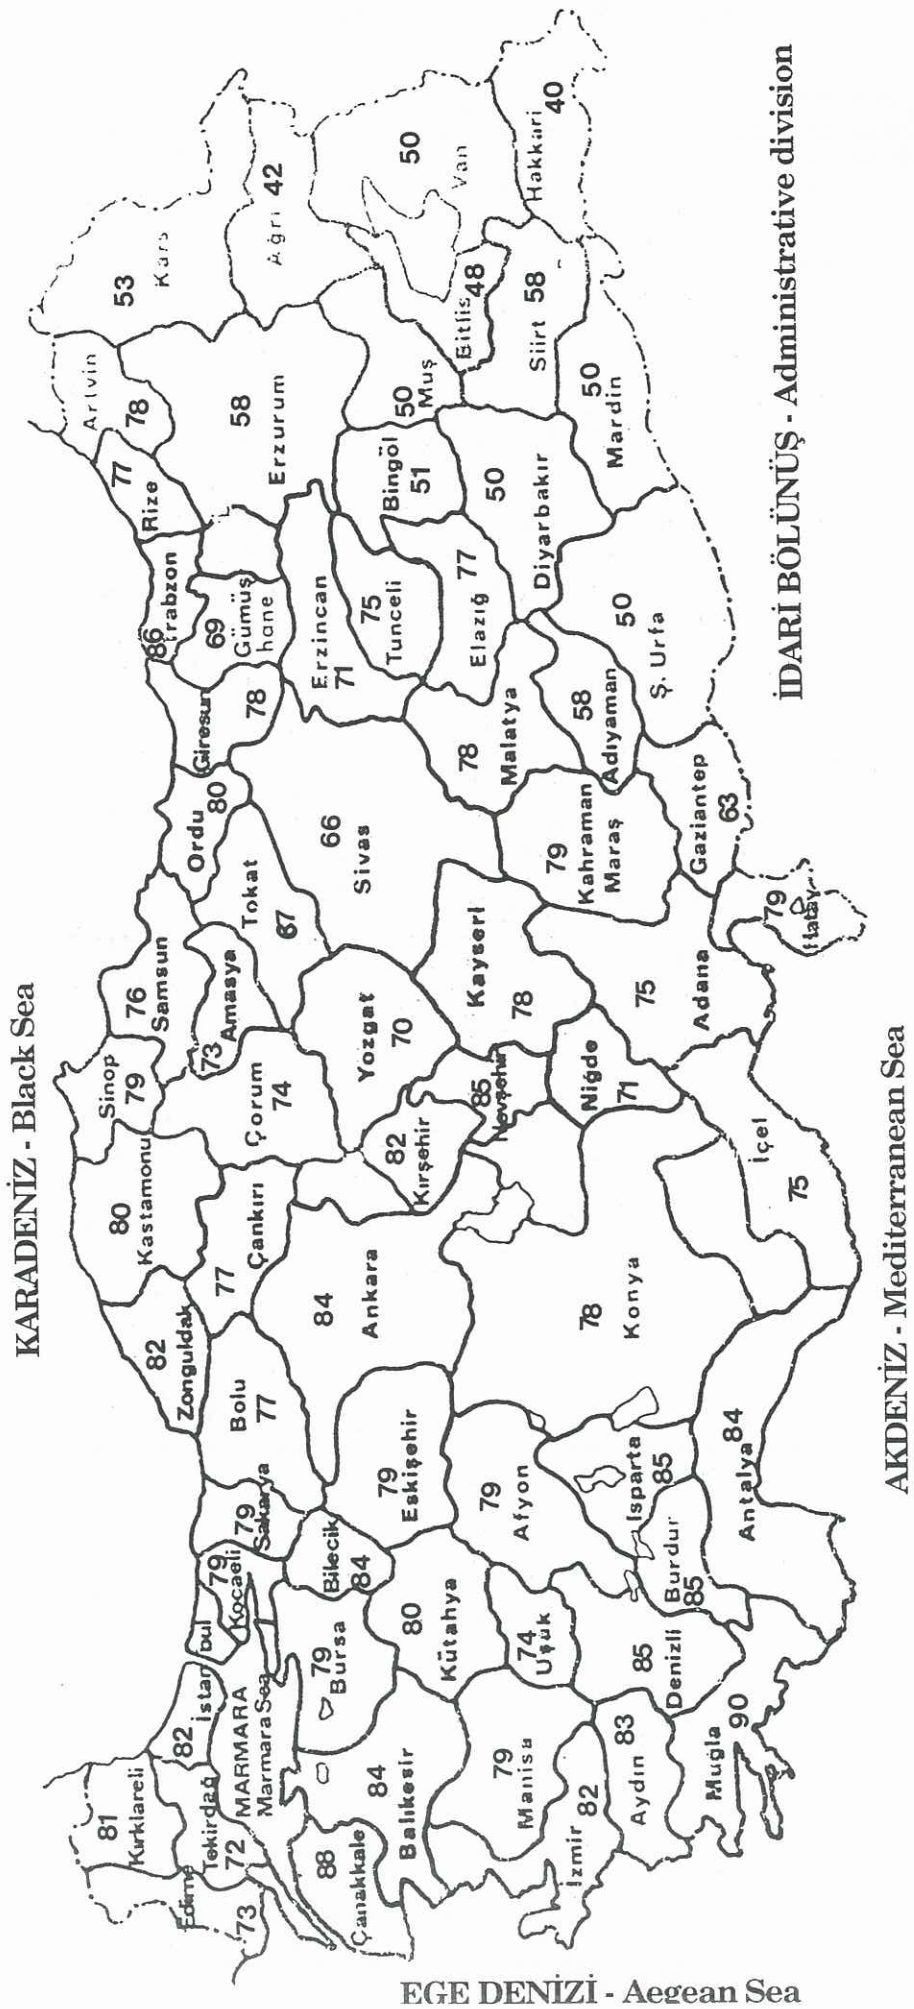 KARADENİZ - Black Sea
81
Kırklareli
Edirne
73
Tekirdağ
72
82
İstan
bul
79
Kocaeli
79
Sakarya
MARMARA
Marmara Sea
88
Çanakkale
84
Balıkesir
79
Bursa
Bilecik
84
79
Eskişehir
80
Kütahya
74
Uşuk
79
Manisa
İzmir
82
83
Aydın
85
Denizli
Muğla
90
79
Afyon
Isparta
85
Burdur
85
84
Antalya
Bolu
77
82
Zonguldak
80
Kastamonu
77
Çankırı
84
Ankara
78
Konya
Sinop
79
Çorum
74
76
Samsun
73
Amasya
Tokat
67
Yozgat
70
82
Kırşehir
85
Nevşehir
Niğde
71
Kayseri
78
İçel
75
75
Adana
79
Hatay
Ordu
80
Giresun
78
66
Sivas
86
Trabzon
69
Gümüş
hane
77
Rize
Artvin
78
53
Kars
58
Erzurum
Ağrı 42
Erzincan
71
75
Tunceli
Bingöl
51
50
Muş
77
Elazığ
78
Malatya
79
Kahraman
Maraş
58
Adıyaman
Gaziantep
63
50
Ş. Urfa
50
Diyarbakır
50
Mardin
58
Siirt
Bitlis
48
50
Van
Hakkari
40
İDARİ BÖLÜNÜŞ - Administrative division
AKDENİZ - Mediterranean Sea
EGE DENİZİ - Aegean Sea